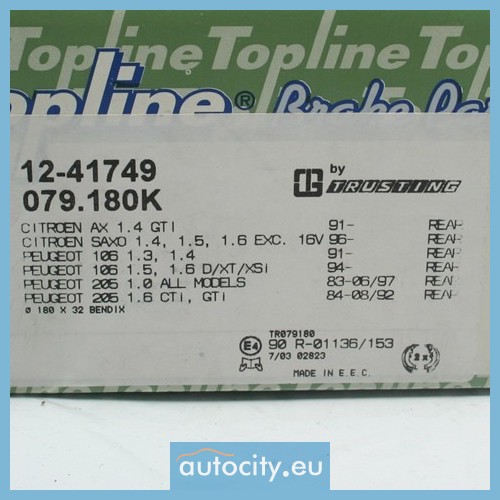 Topline Topline Topline
Topline® Brake Pa
12-41749
079.180K
by
TRUSTING
CITROEN AX 1.4 GTI 91- REAR
CITROEN SAXO 1.4, 1.5, 1.6 EXC. 16V 96- REAR
PEUGEOT 106 1.3, 1.4 91- REAR
PEUGEOT 106 1.5, 1.6 D/XT/XSi 94- REAR
PEUGEOT 205 1.0 ALL MODELS 83-06/97 REAR
PEUGEOT 205 1.6 CTi, GTi 84-08/92 REAR
Ø 180 X 32 BENDIX
TR079180
E4 90 R-01136/153
7/03 02823
2x
MADE IN E.E.C.
autocity.eu